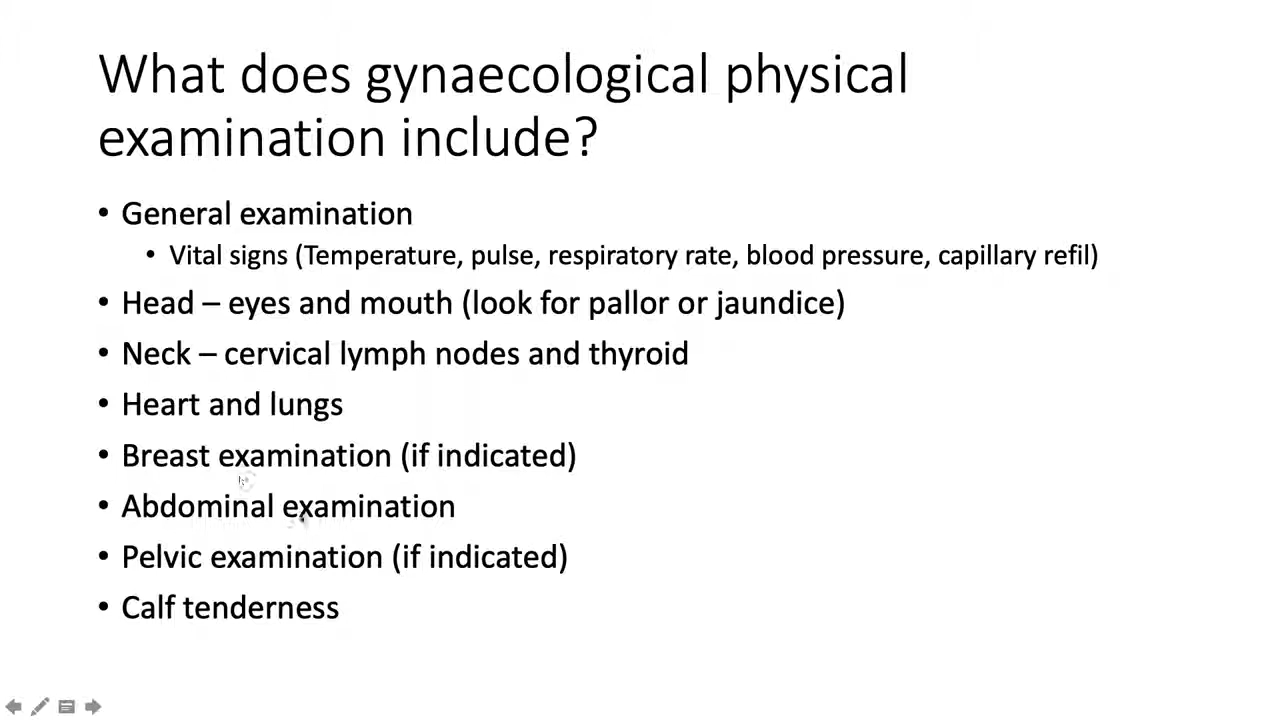 What does gynaecological physical
examination include?
• General examination
• Vital signs (Temperature, pulse, respiratory rate, blood pressure, capillary refil)
• Head – eyes and mouth (look for pallor or jaundice)
• Neck – cervical lymph nodes and thyroid
• Heart and lungs
• Breast examination (if indicated)
• Abdominal examination
• Pelvic examination (if indicated)
• Calf tenderness